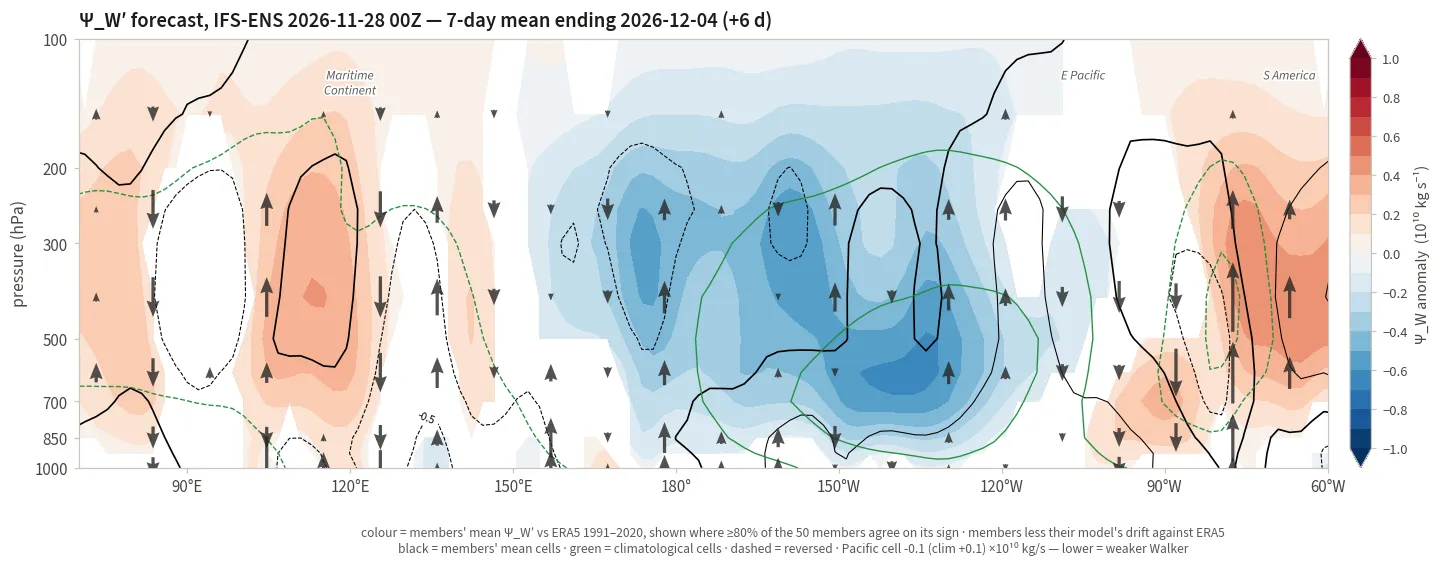 Ψ_W′ forecast, IFS-ENS 2026-11-28 00Z — 7-day mean ending 2026-12-04 (+6 d)
100
200
300
400
500
700
850
1000
pressure (hPa)
Maritime
Continent
E Pacific
S America
-0.5
90°E
120°E
150°E
180°
150°W
120°W
90°W
60°W
1.0
0.8
0.6
0.4
0.2
0.0
−0.2
−0.4
−0.6
−0.8
−1.0
Ψ_W anomaly (10¹⁰ kg s⁻¹)
colour = members' mean Ψ_W′ vs ERA5 1991–2020, shown where ≥80% of the 50 members agree on its sign · members less their model's drift against ERA5
black = members' mean cells · green = climatological cells · dashed = reversed · Pacific cell -0.1 (clim +0.1) ×10¹⁰ kg/s — lower = weaker Walker